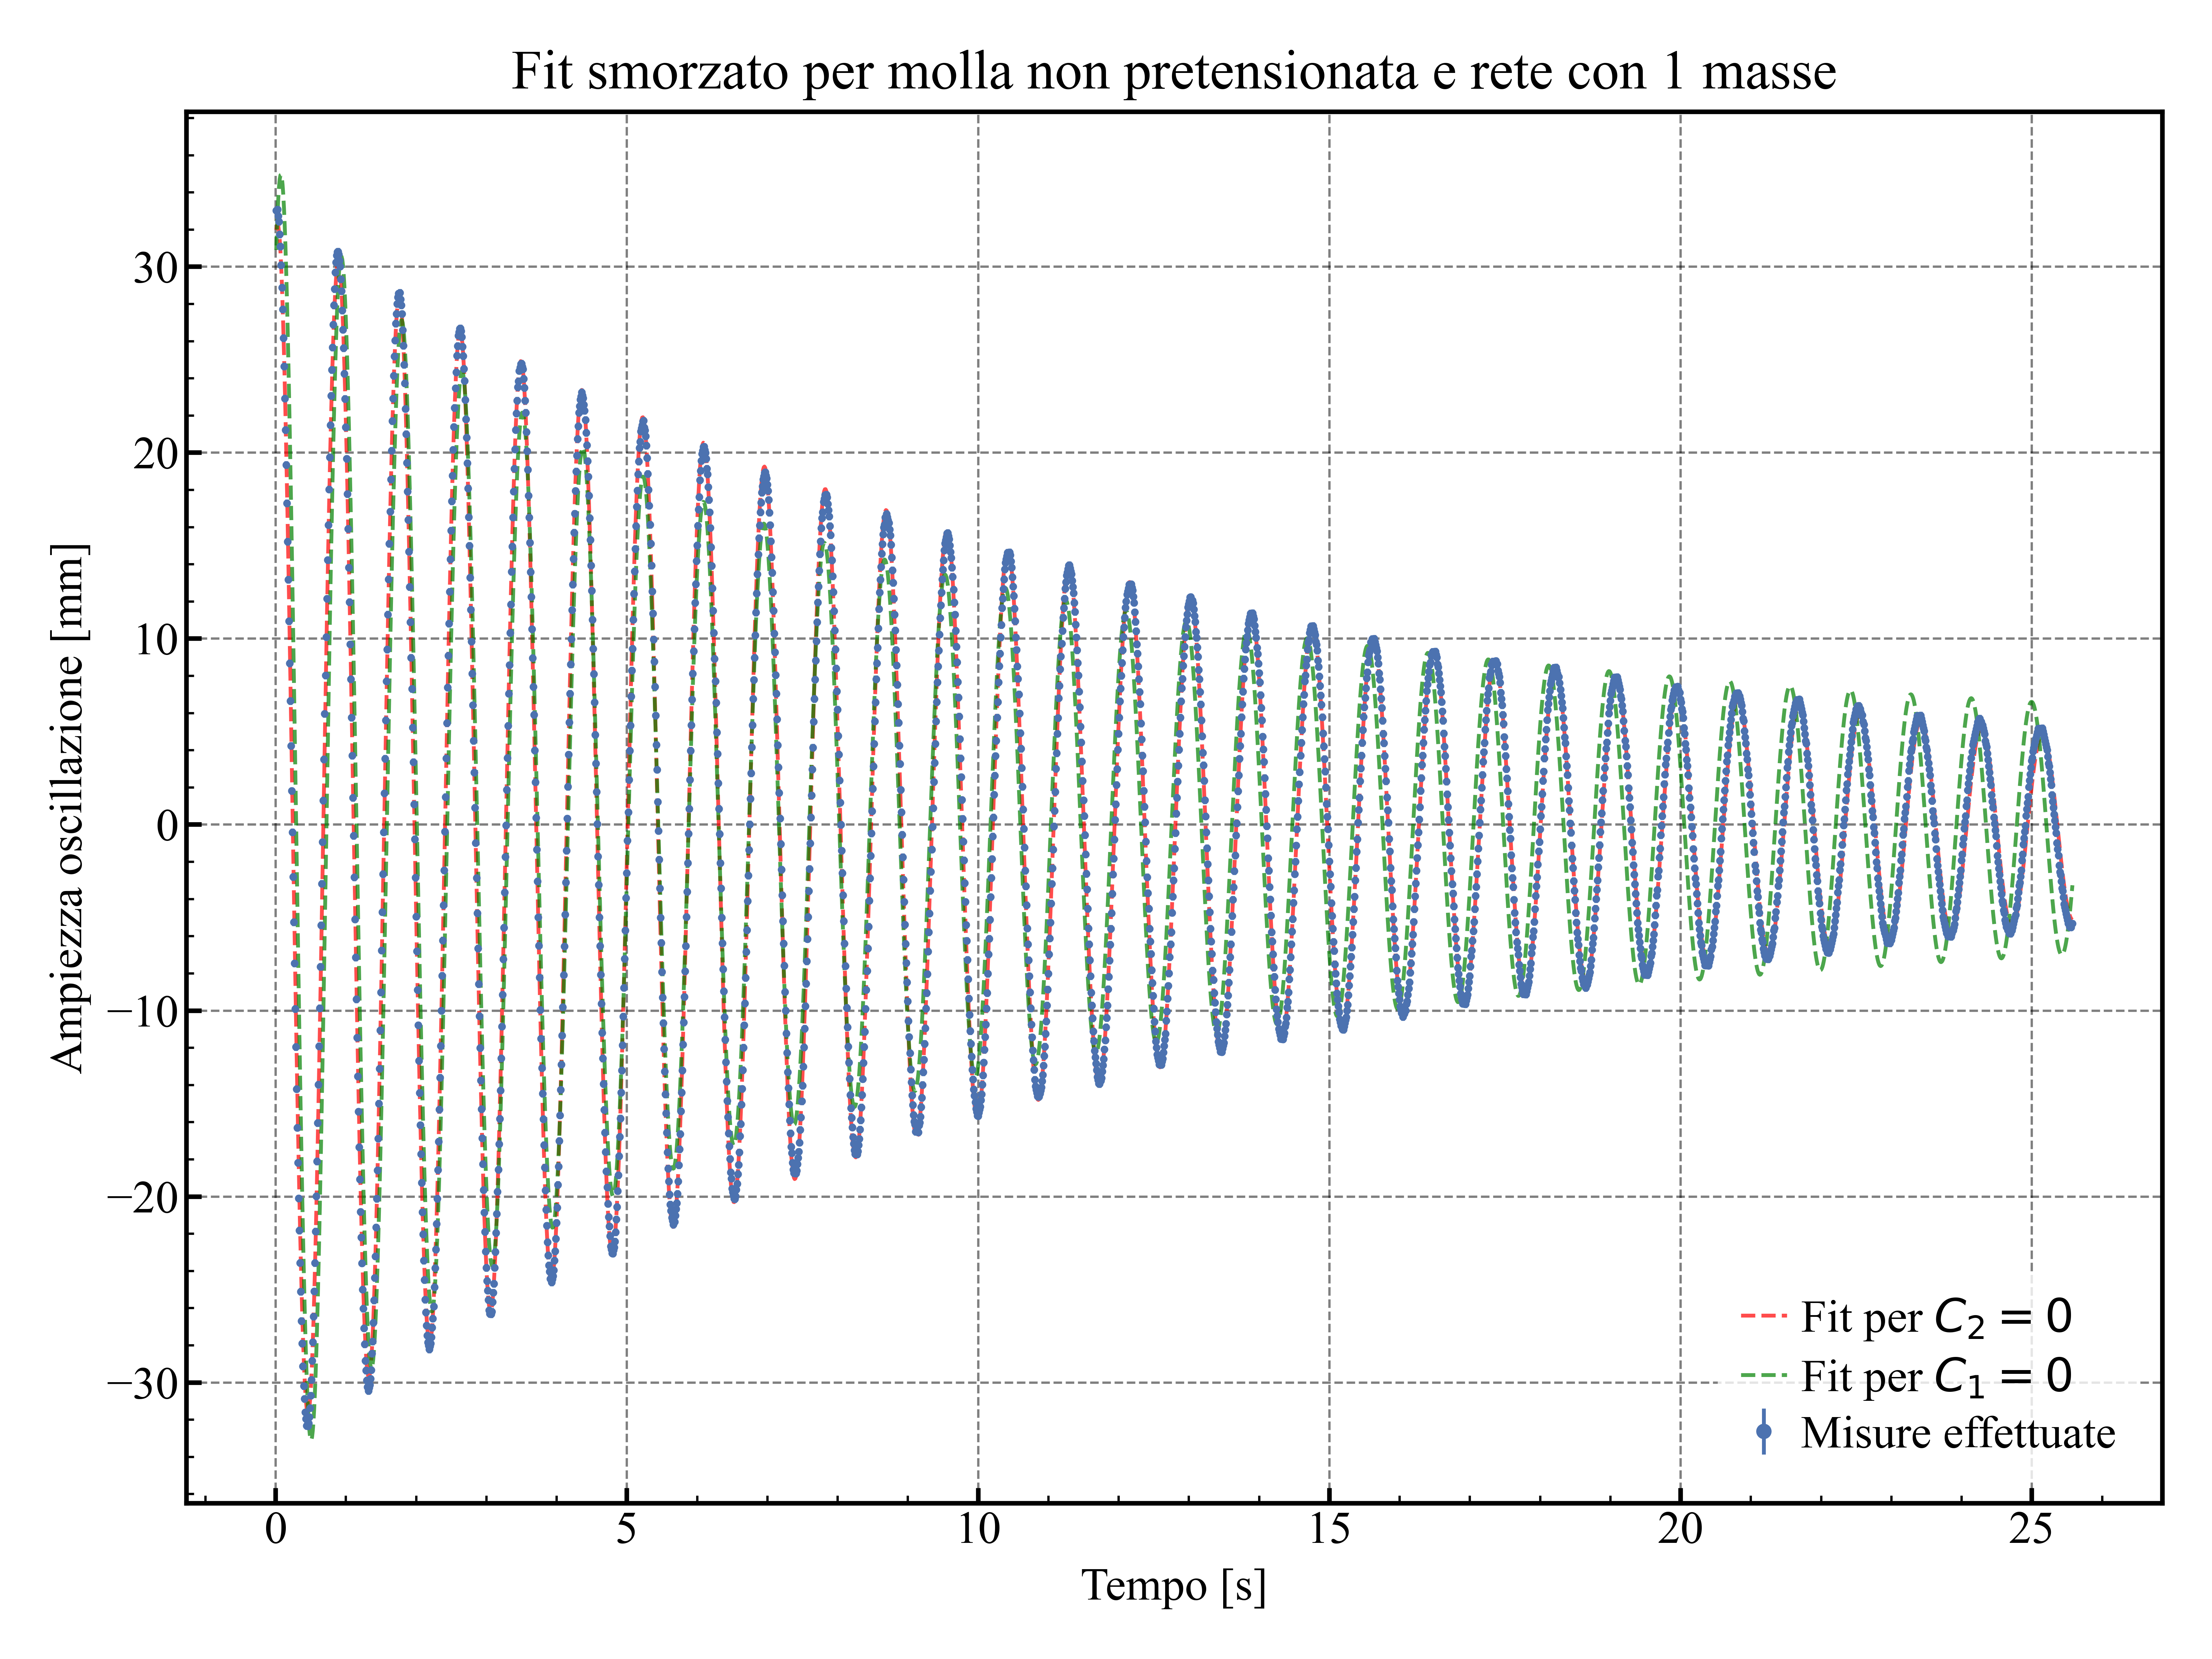 Fit smorzato per molla non pretensionata e rete con 1 masse
Ampiezza oscillazione [mm]
30
20
10
0
−10
−20
−30
0 5 10 15 20 25
Tempo [s]
Fit per C₂ = 0
Fit per C₁ = 0
Misure effettuate